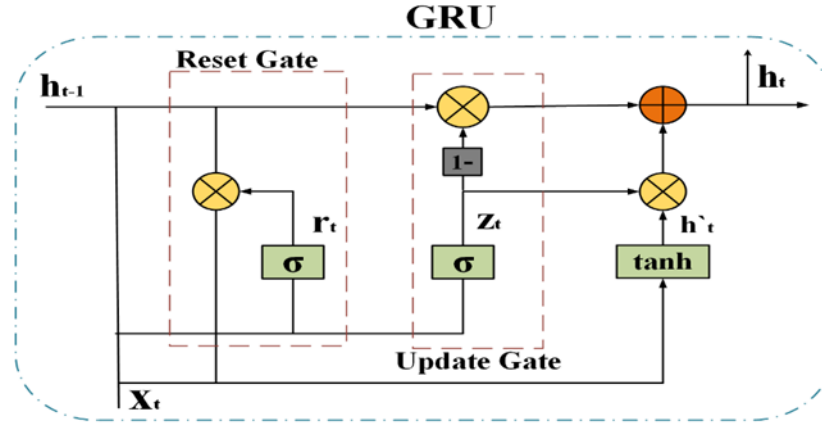 GRU
Reset Gate
ht-1
ht
1-
rt
zt
h`t
σ
σ
tanh
Update Gate
Xt